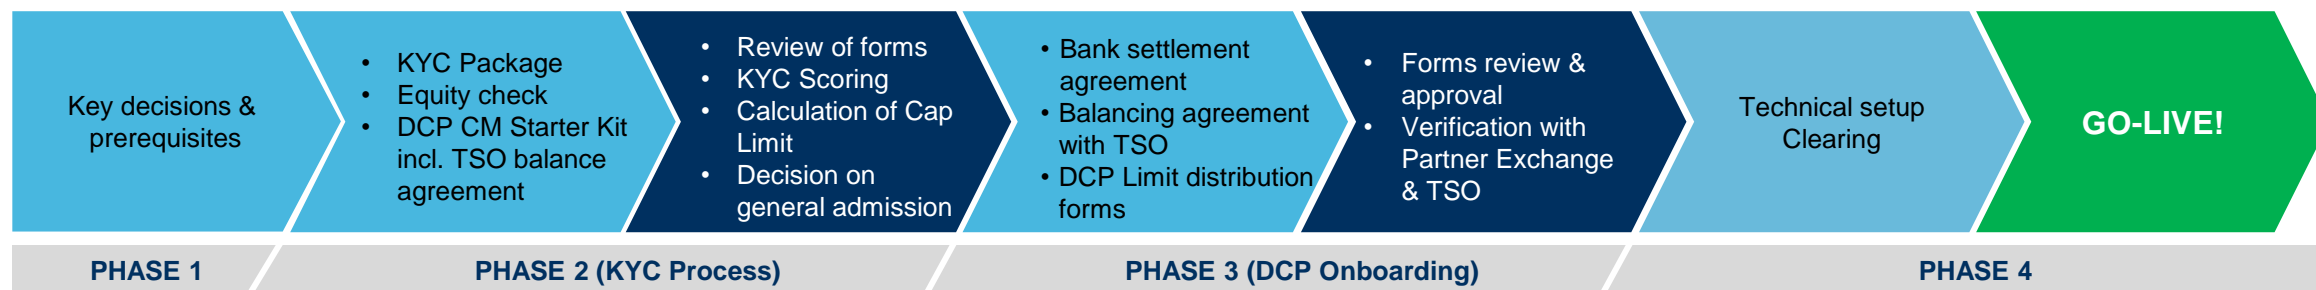 Key decisions &
prerequisites
• KYC Package
• Equity check
• DCP CM Starter Kit
incl. TSO balance
agreement
• Review of forms
• KYC Scoring
• Calculation of Cap
Limit
• Decision on
general admission
• Bank settlement
agreement
• Balancing agreement
with TSO
• DCP Limit distribution
forms
• Forms review &
approval
• Verification with
Partner Exchange
& TSO
Technical setup
Clearing
GO-LIVE!
PHASE 1
PHASE 2 (KYC Process)
PHASE 3 (DCP Onboarding)
PHASE 4